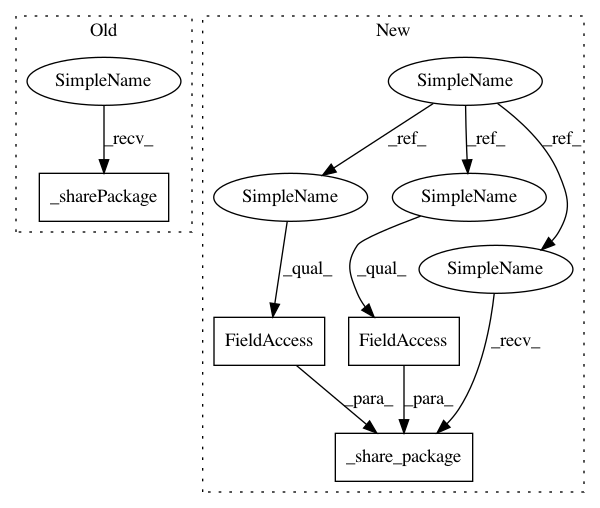 Old
New
SimpleName
SimpleName
_recv_
_ref_
_ref_
_ref_
_sharePackage
SimpleName
SimpleName
SimpleName
_qual_
_qual_
FieldAccess
FieldAccess
_recv_
_para_
_para_
_share_package